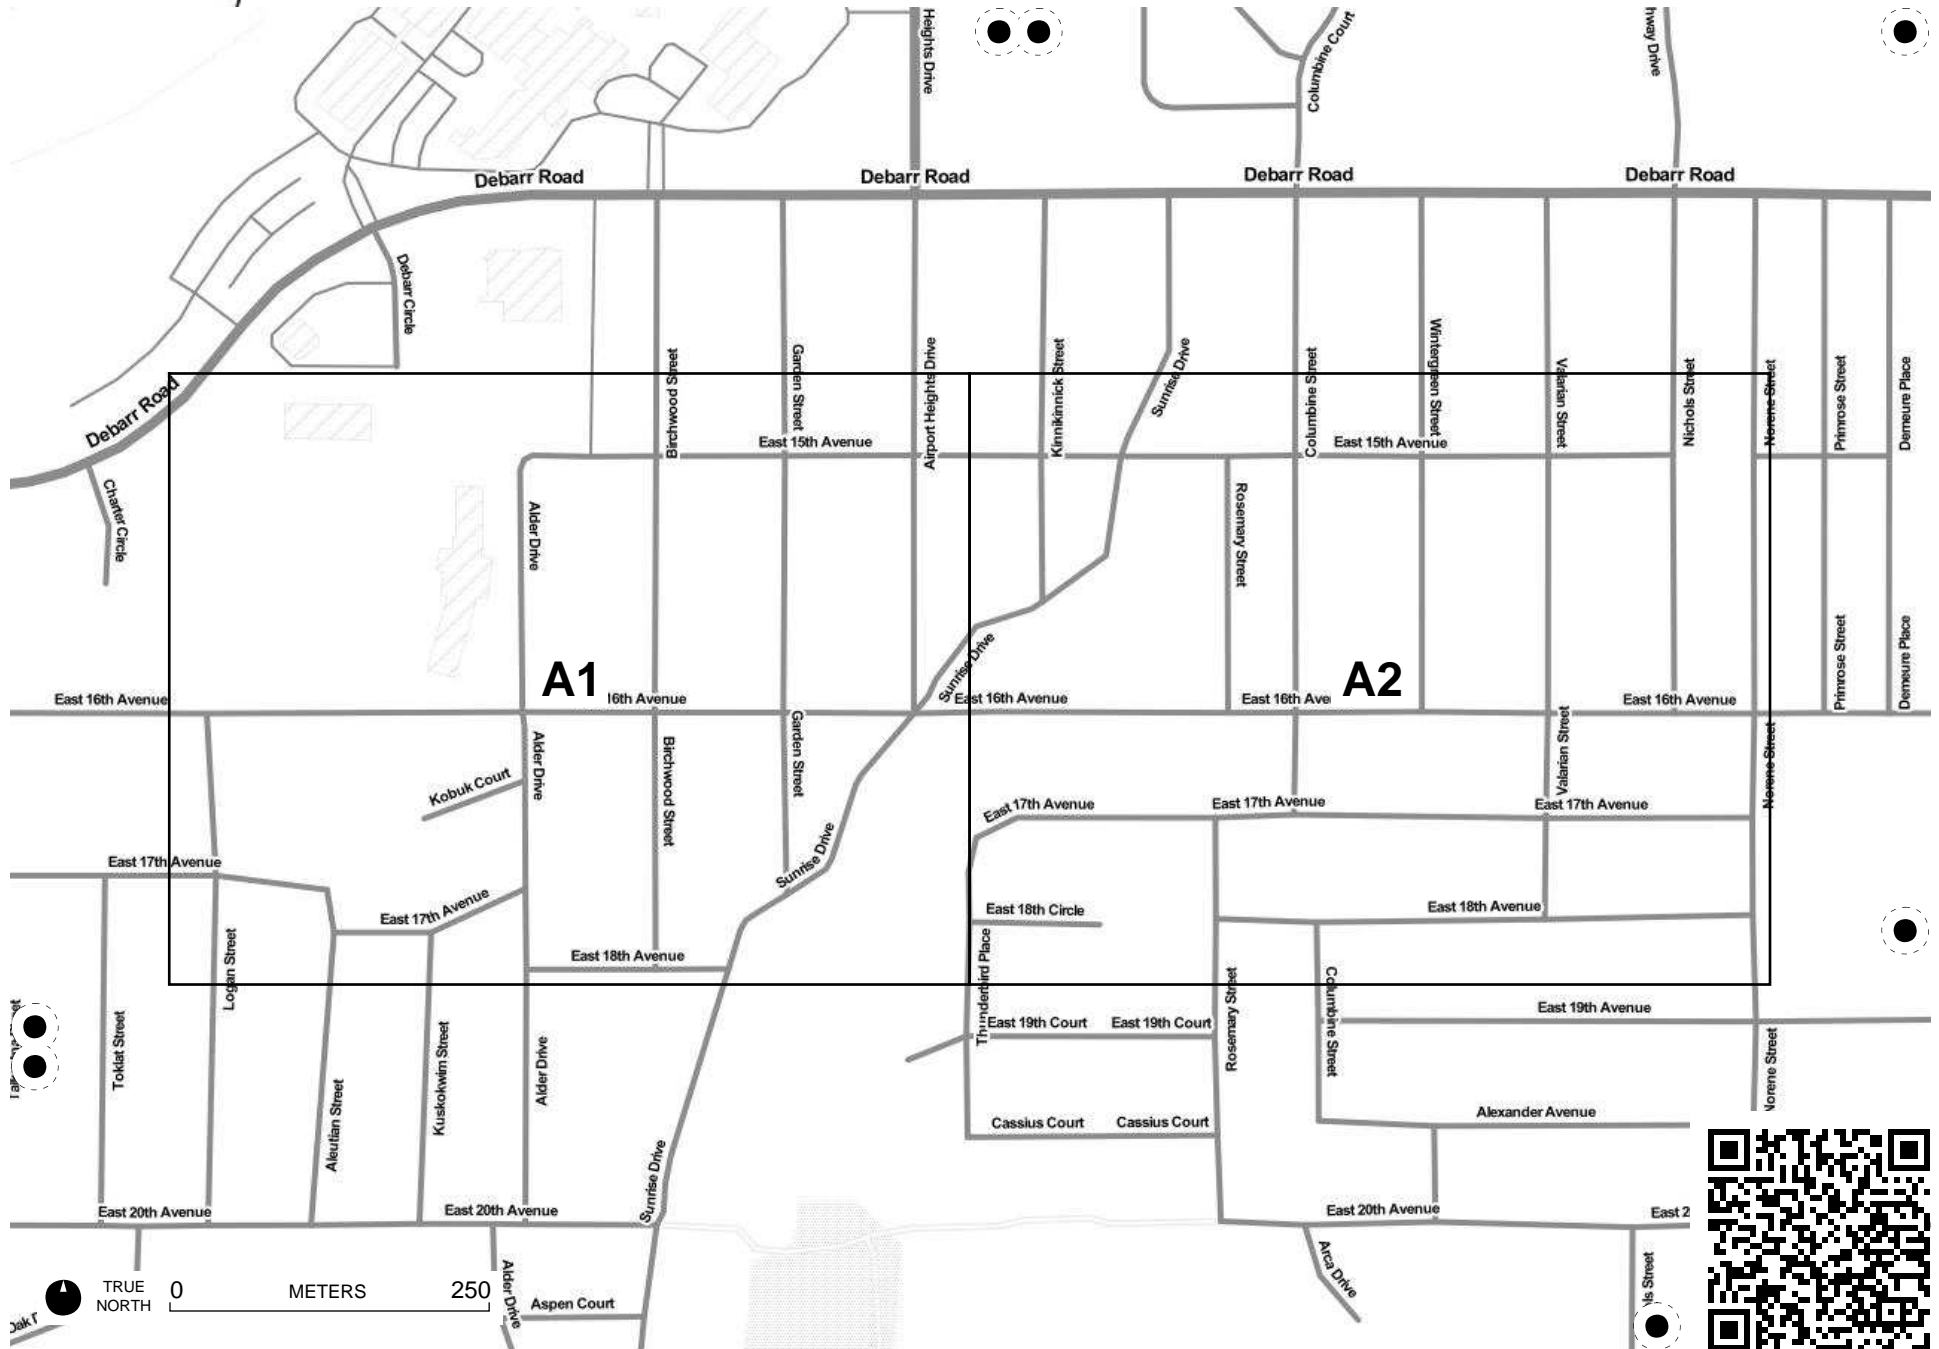 Heights Drive
Columbine Court
hway Drive
Debarr Road
Debarr Road
Debarr Road
Debarr Road
Debarr Circle
Debarr Road
Birchwood Street
Garden Street
Airport Heights Drive
Kinnikinnick Street
Sunrise Drive
Columbine Street
Wintergreen Street
Valarian Street
Nichols Street
Norene Street
Primrose Street
Demeure Place
East 15th Avenue
East 15th Avenue
Charter Circle
Alder Drive
Rosemary Street
Sunrise Drive
Primrose Street
Demeure Place
A1
A2
East 16th Avenue
16th Avenue
East 16th Avenue
East 16th Ave
East 16th Avenue
Kobuk Court
Alder Drive
Birchwood Street
Garden Street
Valarian Street
Norene Street
East 17th Avenue
East 17th Avenue
East 17th Avenue
Sunrise Drive
East 17th Avenue
East 17th Avenue
East 18th Circle
East 18th Avenue
Logan Street
East 18th Avenue
Thunderbird Place
Rosemary Street
Columbine Street
East 19th Avenue
East 19th Court
East 19th Court
Toklat Street
Aleutian Street
Kuskokwim Street
Alder Drive
Norene Street
Cassius Court
Cassius Court
Alexander Avenue
Sunrise Drive
East 20th Avenue
East 20th Avenue
East 20th Avenue
East 2
Arca Drive
ls Street
TRUE
NORTH
0
METERS
250
Alder Drive
Aspen Court